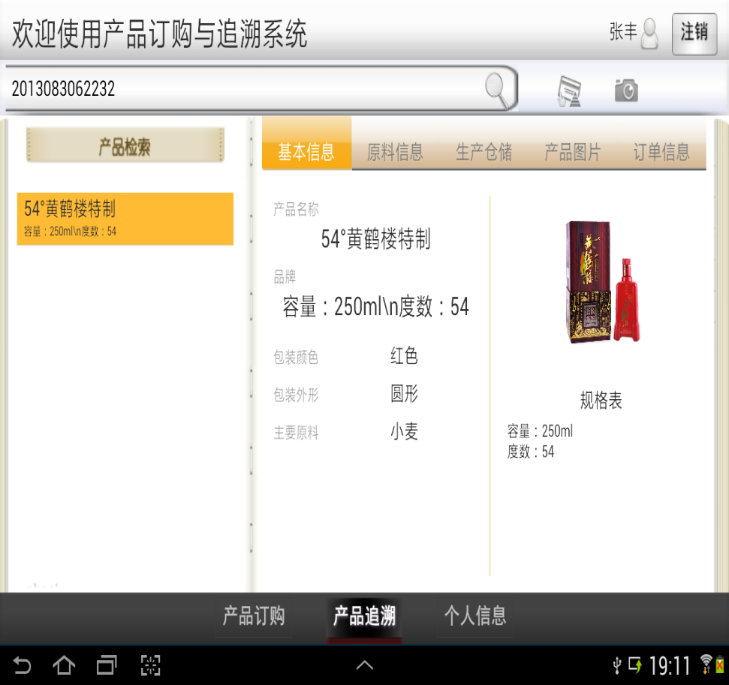 欢迎使用产品订购与追溯系统
张丰
注销
2013083062232
产品检索
基本信息
原料信息
生产仓储
产品图片
订单信息
54°黄鹤楼特制
容量：250ml\n度数：54
产品名称
54°黄鹤楼特制
品牌
容量：250ml\n度数：54
包装颜色
红色
包装外形
圆形
主要原料
小麦
黄鹤楼
规格表
容量：250ml
度数：54
产品订购
产品追溯
个人信息
19:11